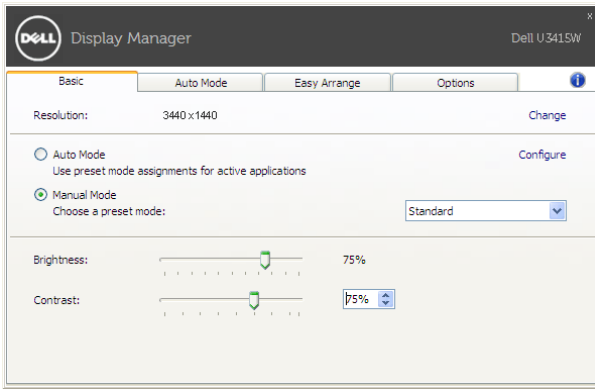 DELL Display Manager
x
Dell U3415W
Basic
Auto Mode
Easy Arrange
Options
i
Resolution: 3440 x 1440 Change
Auto Mode Configure
Use preset mode assignments for active applications
Manual Mode
Choose a preset mode: Standard
Brightness: 75%
Contrast: 75%